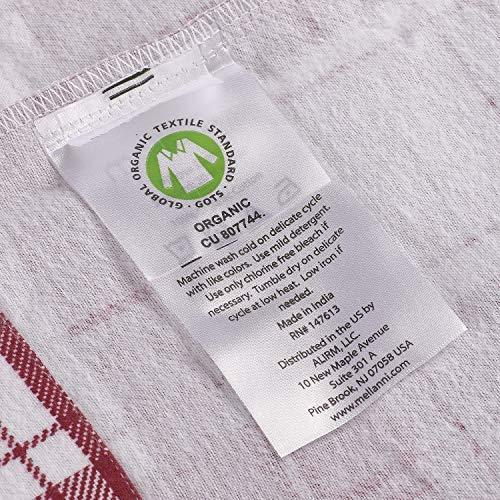 GLOBAL ORGANIC TEXTILE STANDARD · GOTS ·
ORGANIC
CU 807744.
Machine wash cold on delicate cycle
with like colors. Use mild detergent.
Use only chlorine free bleach if
necessary. Tumble dry on delicate
cycle at low heat. Low iron if
needed.
Made in India
RN# 147613
Distributed in the US by
ALIRM, LLC.
10 New Maple Avenue
Suite 301 A
Pine Brook, NJ 07058 USA
www.mellanni.com